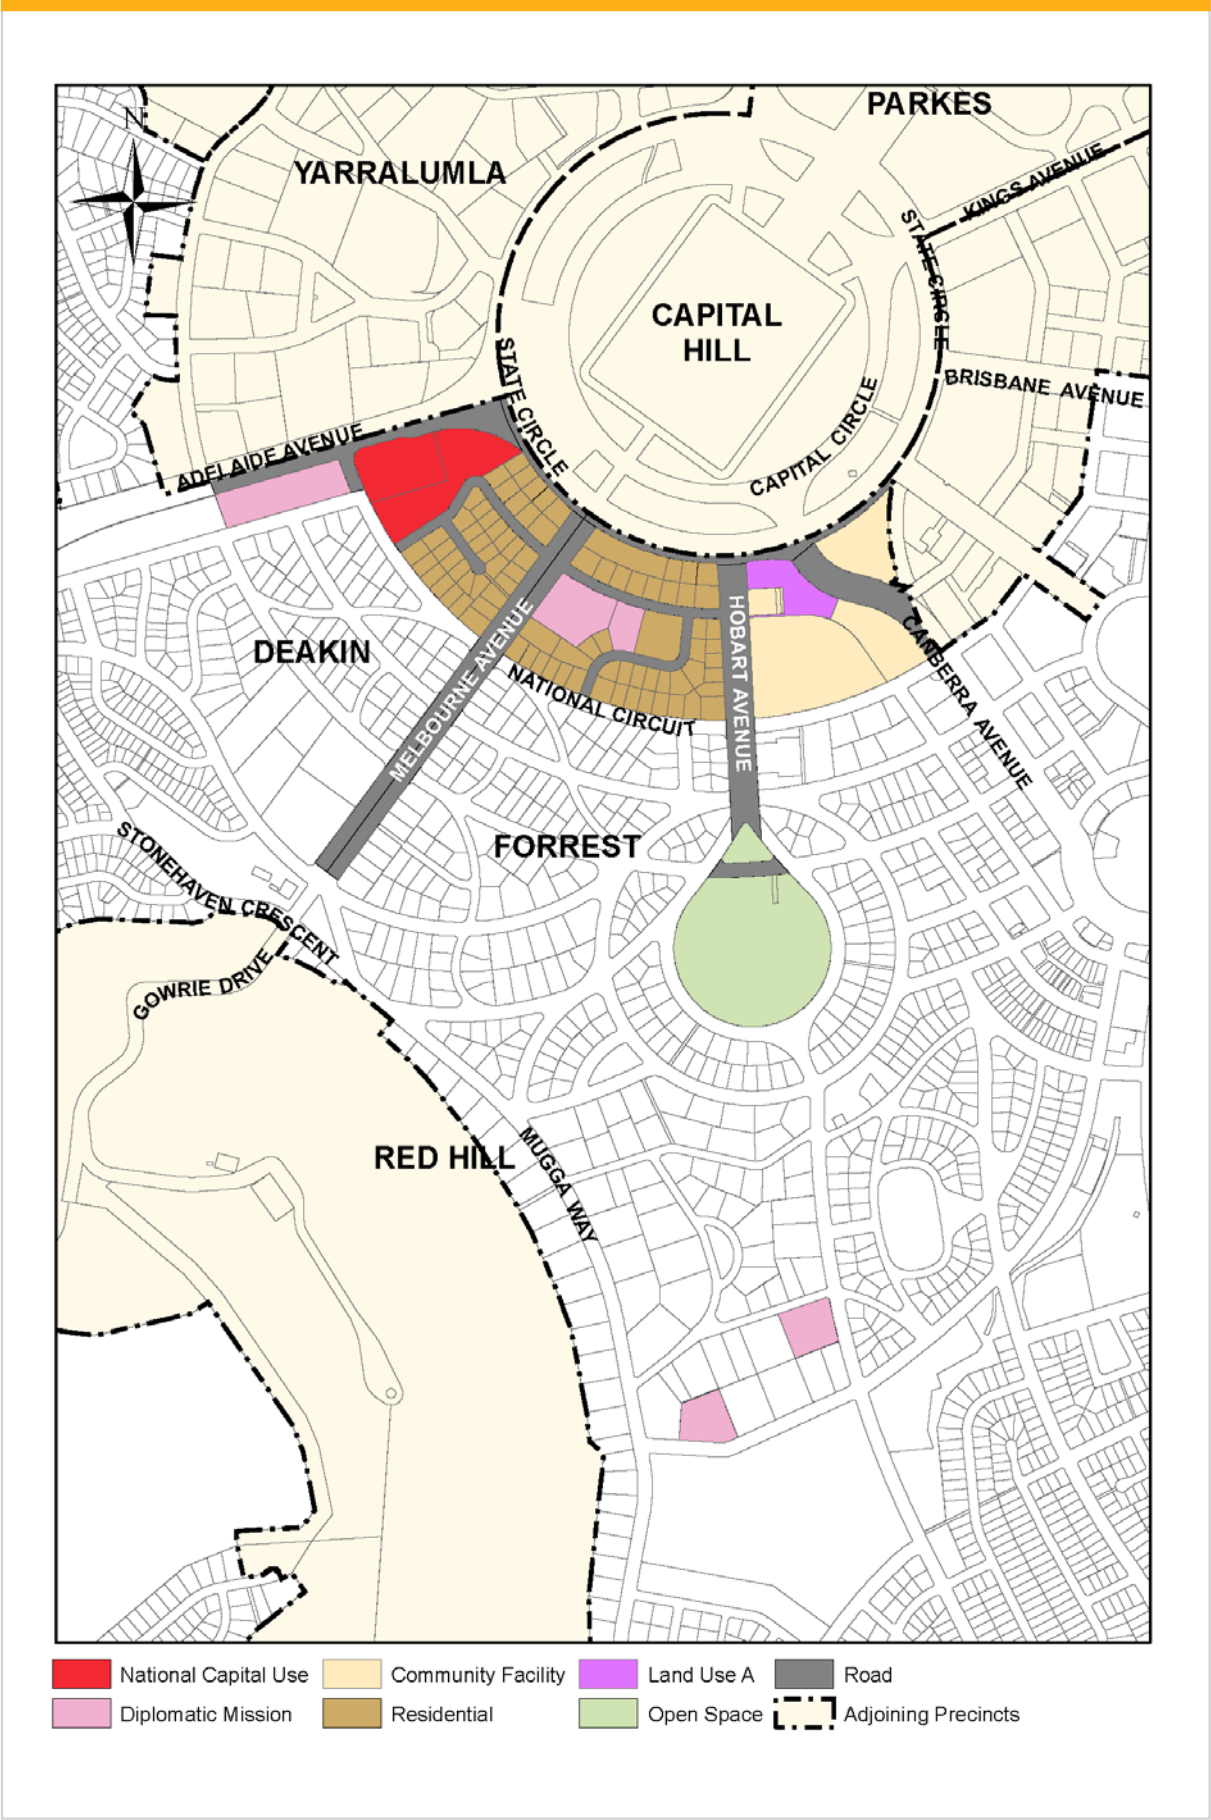 PARKES
N
YARRALUMLA
KINGS AVENUE
STATE CIRCLE
CAPITAL
HILL
STATE CIRCLE
BRISBANE AVENUE
CAPITAL CIRCLE
ADELAIDE AVENUE
HOBART AVENUE
MELBOURNE AVENUE
CANBERRA AVENUE
DEAKIN
NATIONAL CIRCUIT
FORREST
STONEHAVEN CRESCENT
GOWRIE DRIVE
RED HILL
MUGGA WAY
National Capital Use
Community Facility
Land Use A
Road
Diplomatic Mission
Residential
Open Space
Adjoining Precincts